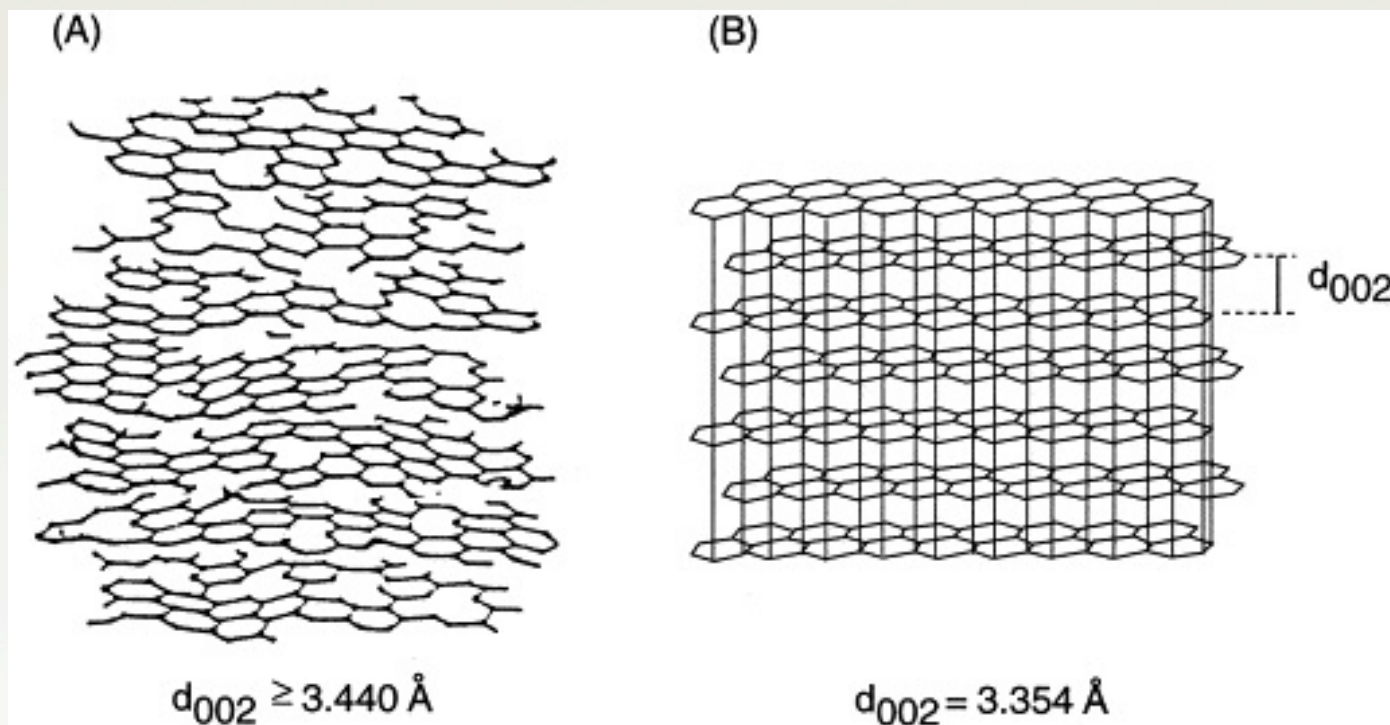 (A)
(B)
d002
d002 ≥ 3.440 Å
d002 = 3.354 Å